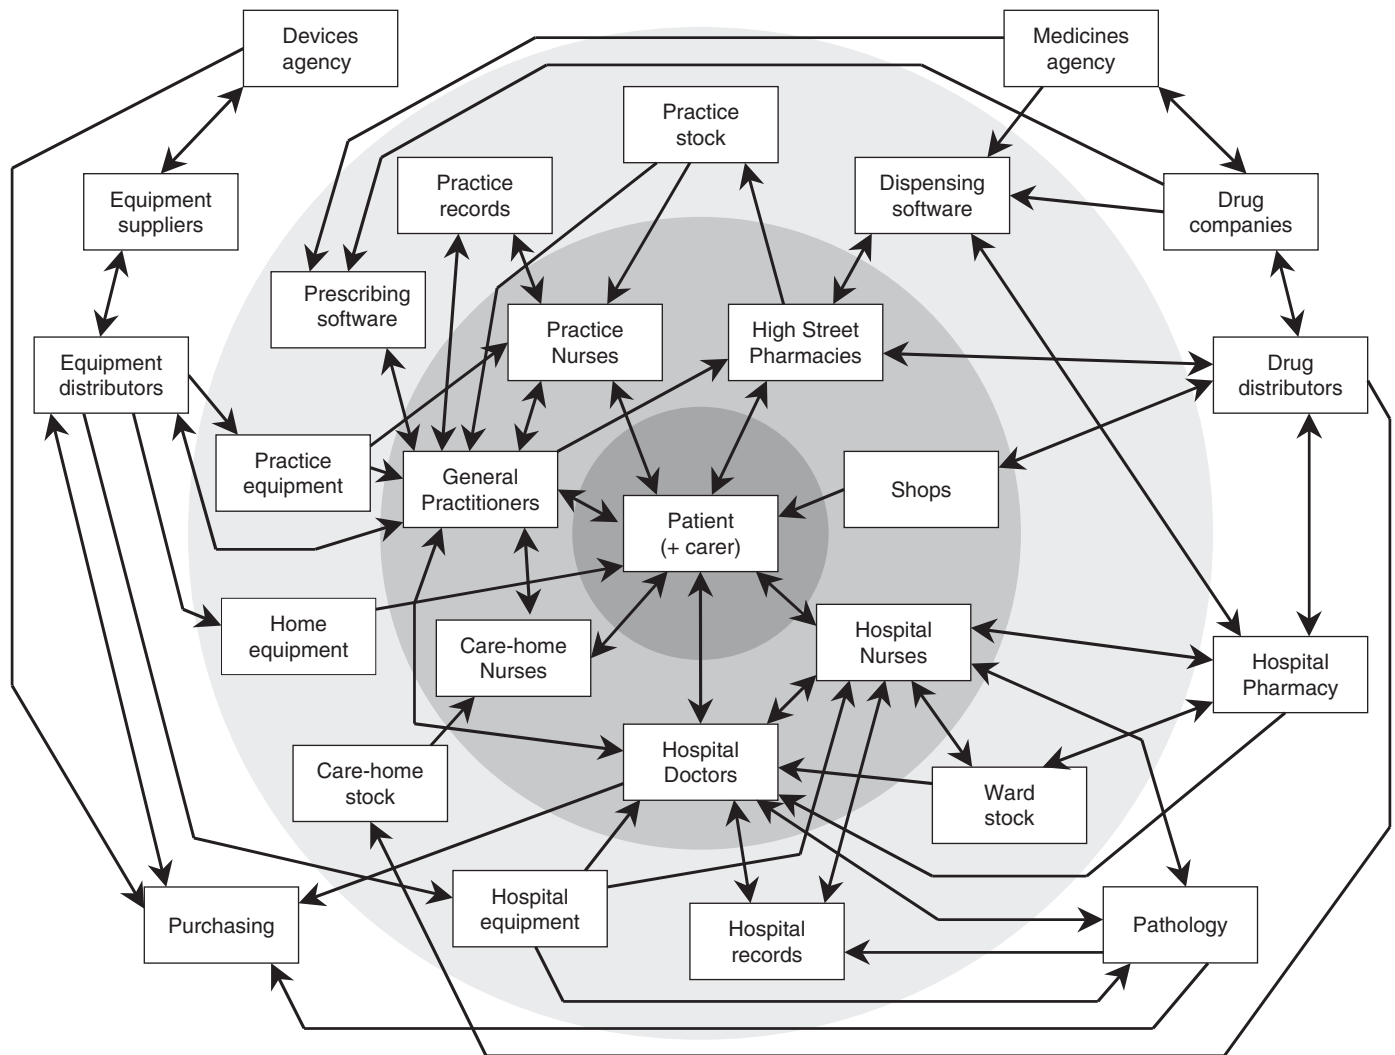 Devices
agency
Medicines
agency
Practice
stock
Practice
records
Dispensing
software
Equipment
suppliers
Drug
companies
Prescribing
software
Practice
Nurses
High Street
Pharmacies
Equipment
distributors
Drug
distributors
Practice
equipment
General
Practitioners
Shops
Patient
(+ carer)
Home
equipment
Care-home
Nurses
Hospital
Nurses
Hospital
Pharmacy
Care-home
stock
Hospital
Doctors
Ward
stock
Purchasing
Hospital
equipment
Hospital
records
Pathology